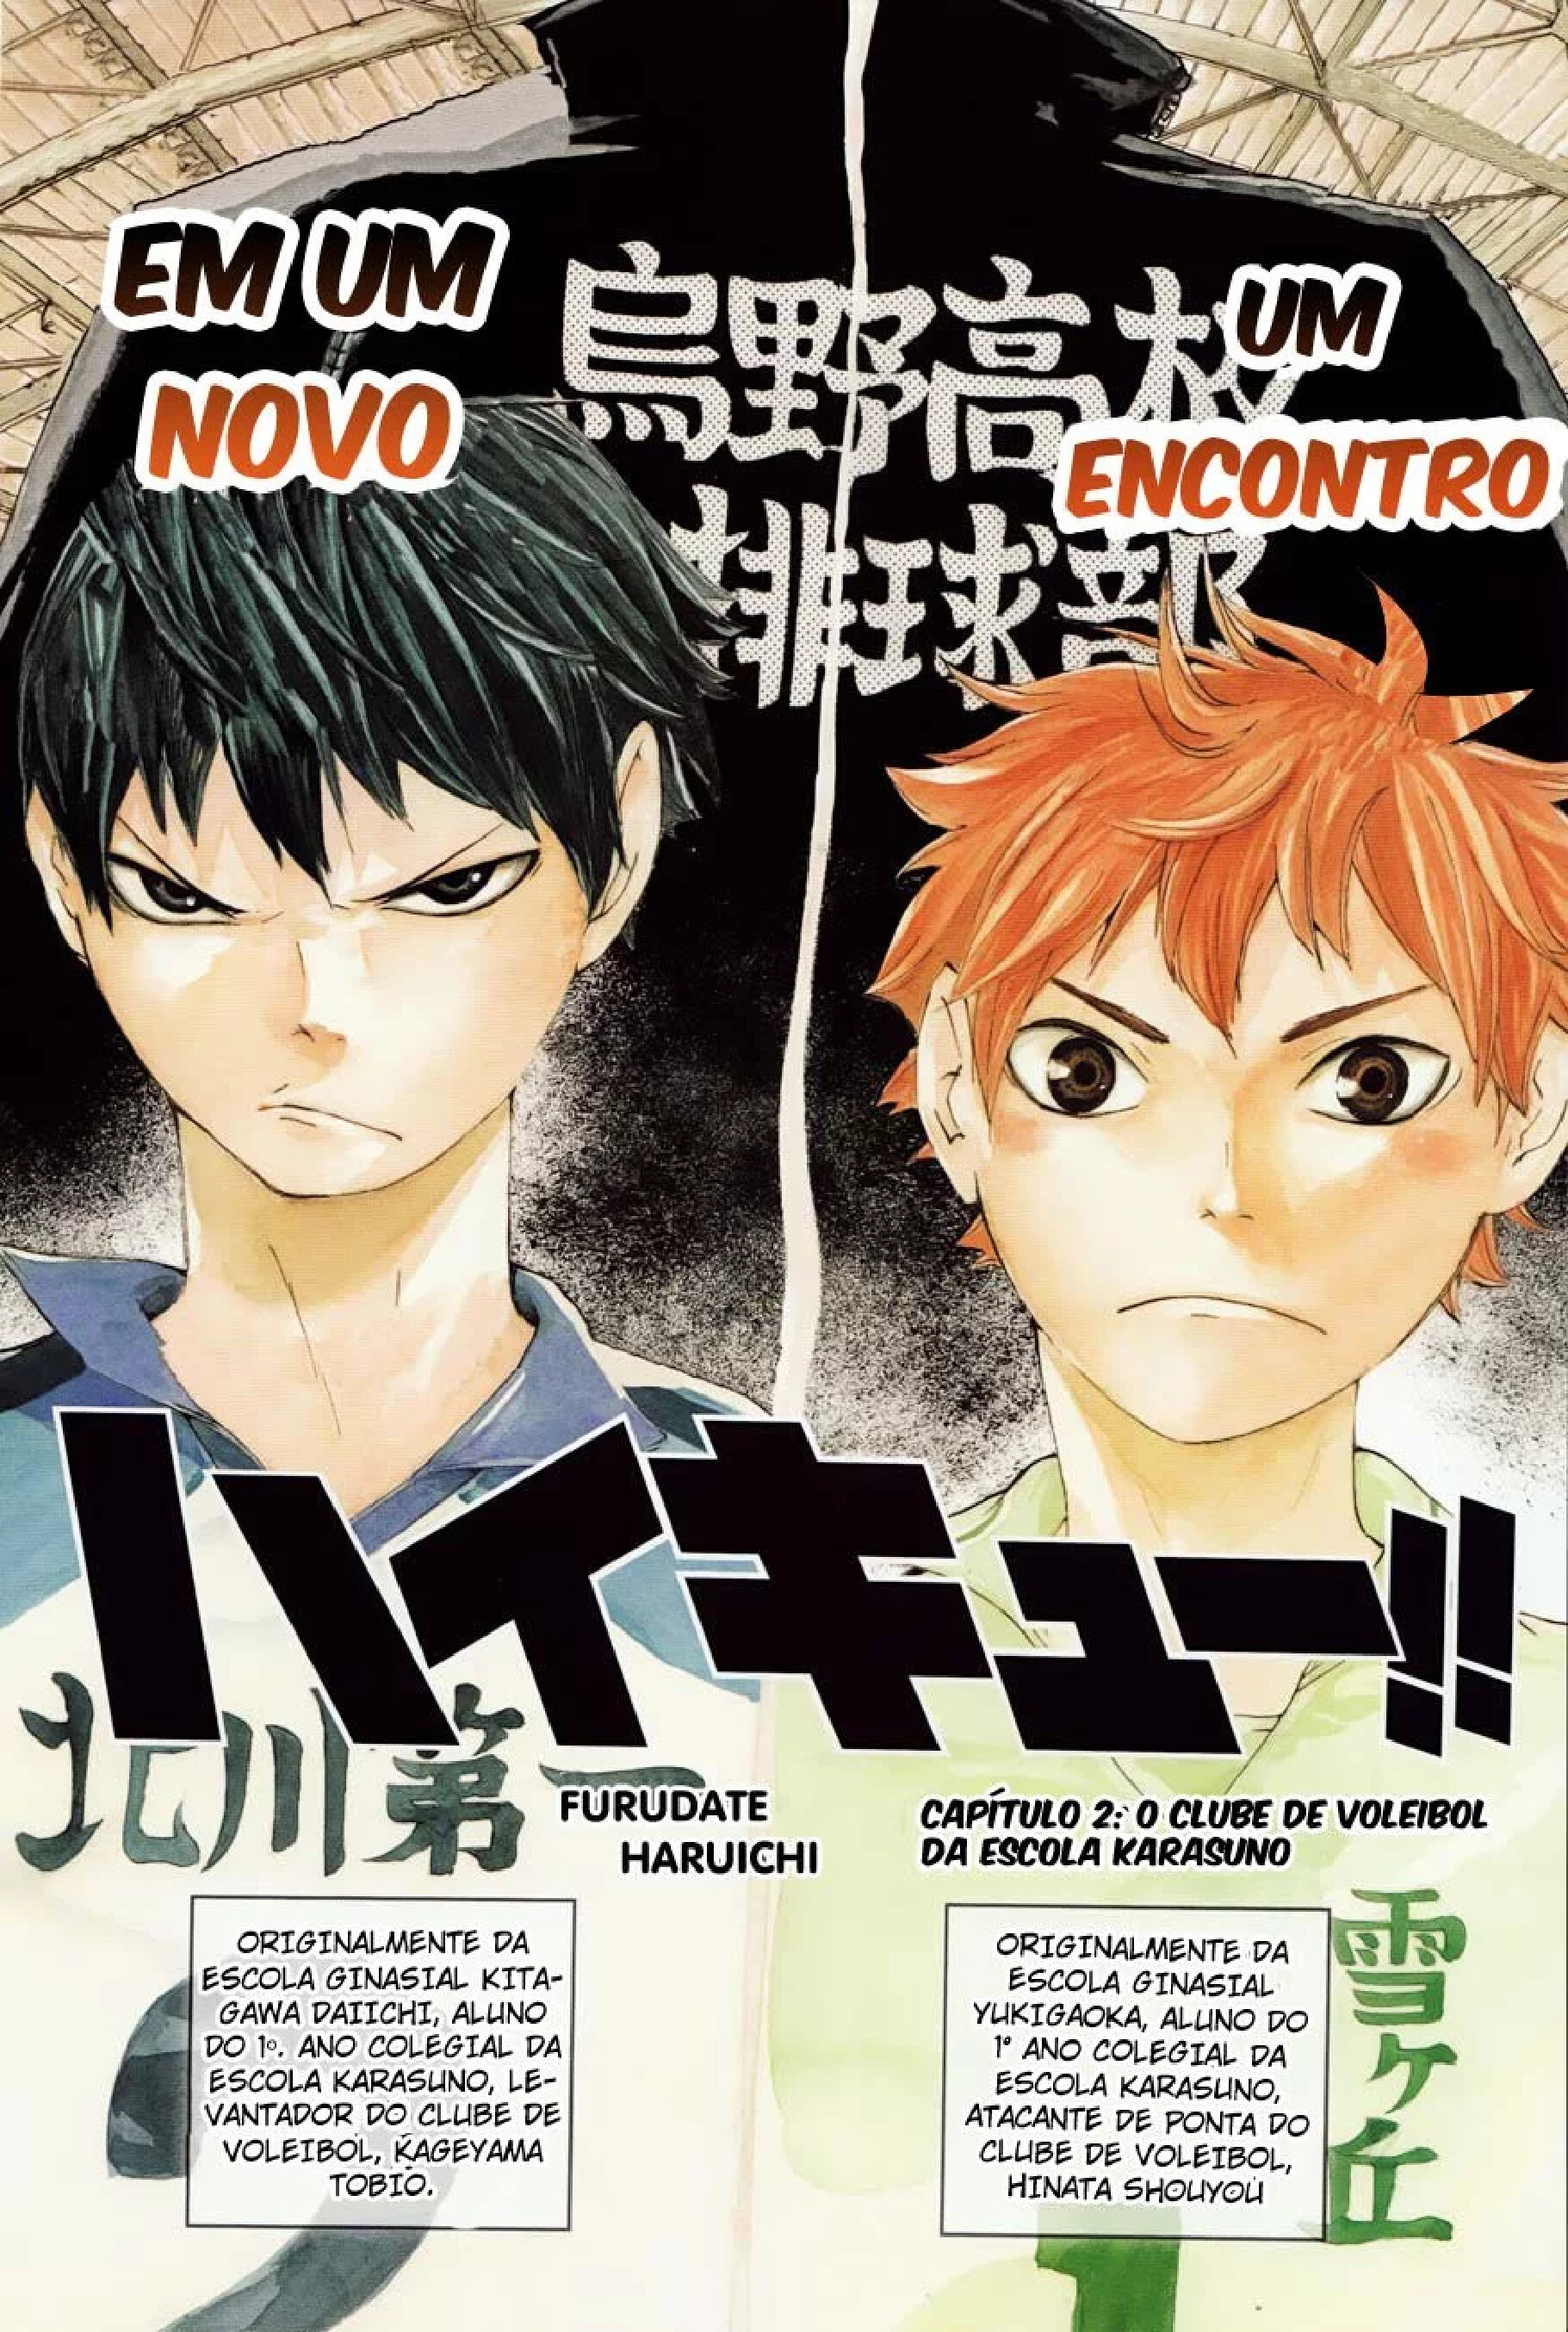 EM UM
NOVO
UM
ENCONTRO
烏野高校
排球部
ハイキュー!!
北川第一
FURUDATE
HARUICHI
CAPÍTULO 2: O CLUBE DE VOLEIBOL
DA ESCOLA KARASUNO
ORIGINALMENTE DA
ESCOLA GINASIAL KITA-
GAWA DAIICHI, ALUNO
DO 1º. ANO COLEGIAL DA
ESCOLA KARASUNO, LE-
VANTADOR DO CLUBE DE
VOLEIBOL, KAGEYAMA
TOBIO.
ORIGINALMENTE DA
ESCOLA GINASIAL
YUKIGAOKA, ALUNO DO
1° ANO COLEGIAL DA
ESCOLA KARASUNO,
ATACANTE DE PONTA DO
CLUBE DE VOLEIBOL,
HINATA SHOUYOU
雪ヶ丘
1